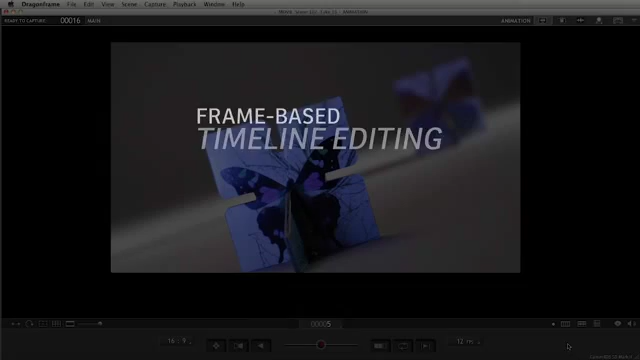 Dragonframe File Edit View Scene Capture Playback Window Help
READY TO CAPTURE: 00016 MAIN ANIMATION
FRAME-BASED
TIMELINE EDITING
00005
16 : 9